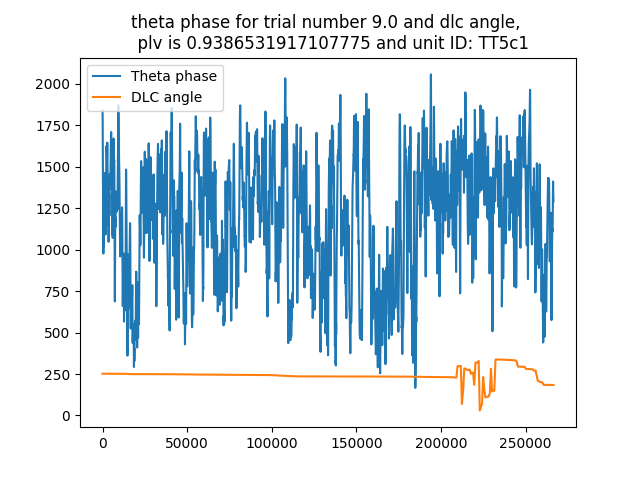 theta phase for trial number 9.0 and dlc angle,
plv is 0.9386531917107775 and unit ID: TT5c1
Theta phase
DLC angle
2000
1750
1500
1250
1000
750
500
250
0
0 50000 100000 150000 200000 250000